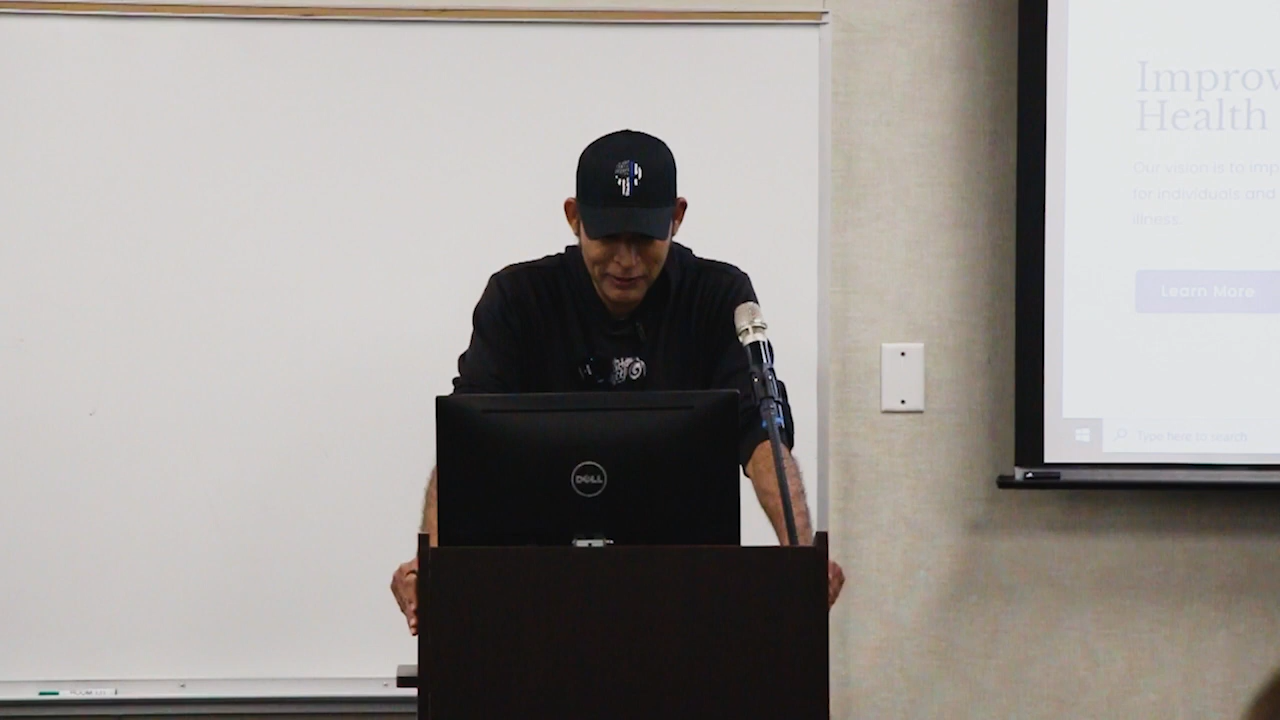 Improv
Health
Our vision is to imp
for individuals and
illness.
Learn More
Type here to search
DELL